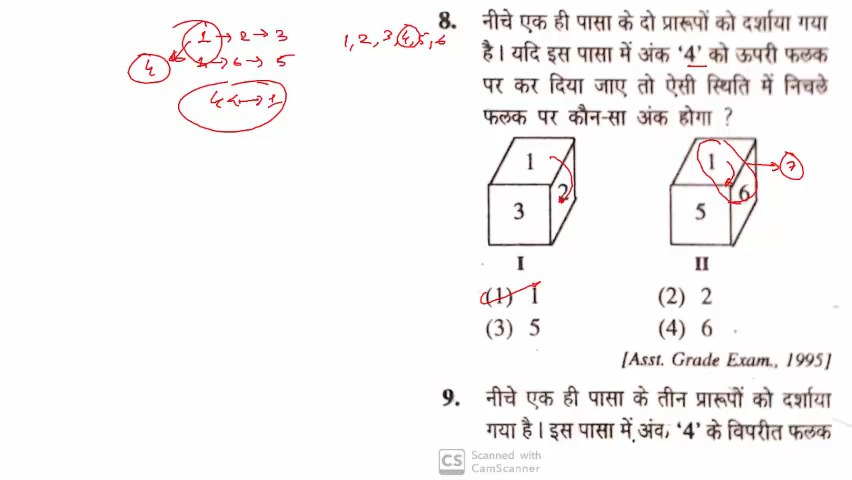 1 → 2 → 3
1 → 6 → 5
4
4 ↔ 1
1, 2, 3, 4, 5, 6
8. नीचे एक ही पासा के दो प्रारूपों को दर्शाया गया
है। यदि इस पासा में अंक ‘4’ को ऊपरी फलक
पर कर दिया जाए तो ऐसी स्थिति में निचले
फलक पर कौन-सा अंक होगा ?
1 2 3
1 6 5
7
I II
(1) 1 (2) 2
(3) 5 (4) 6
[Asst. Grade Exam., 1995]
9. नीचे एक ही पासा के तीन प्रारूपों को दर्शाया
गया है। इस पासा में अंक ‘4’ के विपरीत फलक
CS Scanned with
CamScanner